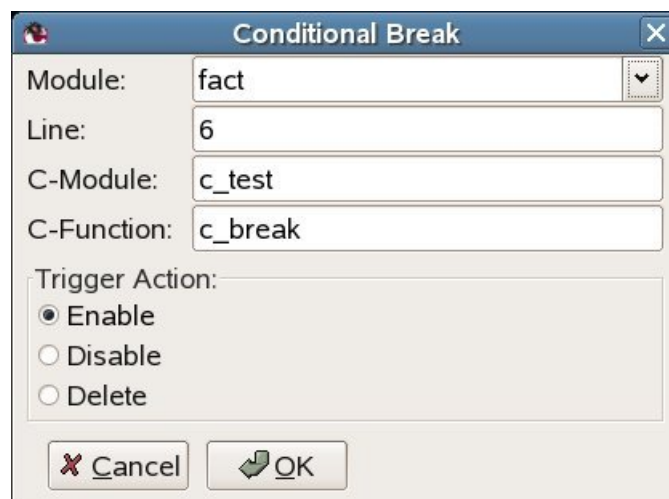 Conditional Break
Module: fact
Line: 6
C-Module: c_test
C-Function: c_break
Trigger Action:
Enable
Disable
Delete
Cancel OK